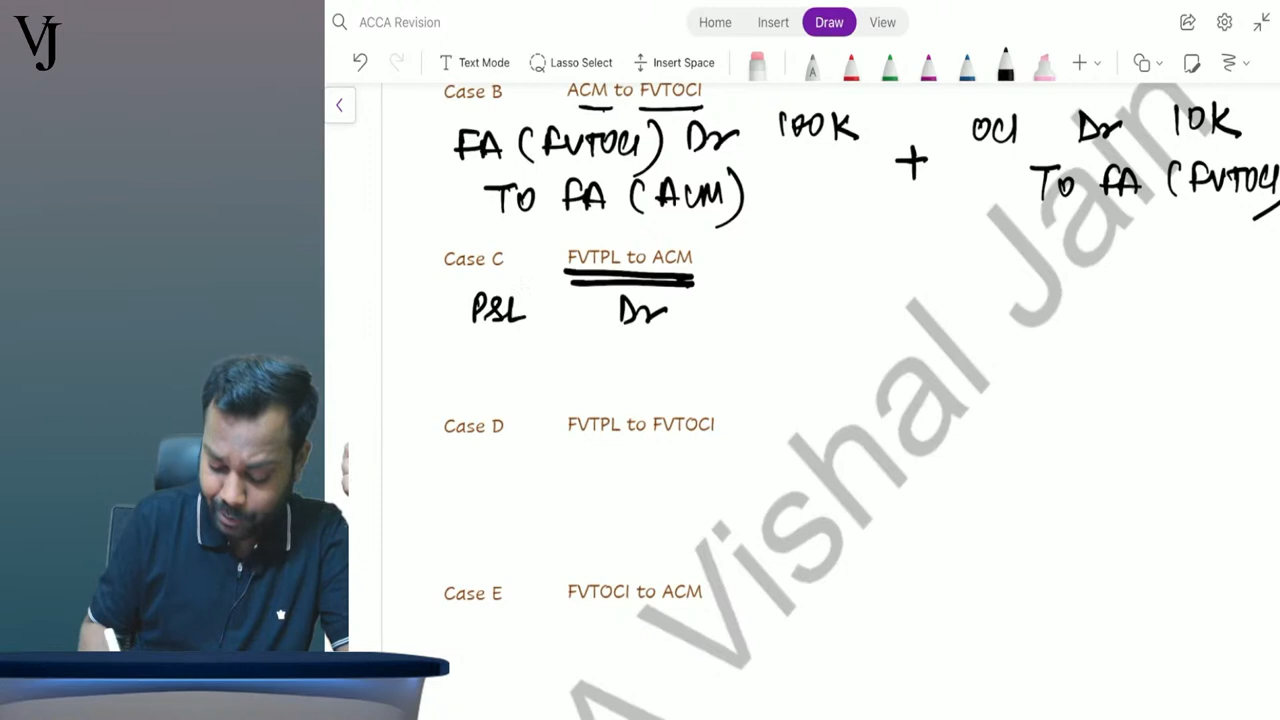 VJ
ACCA Revision
Home Insert Draw View
Text Mode Lasso Select Insert Space
Case B ACM to FVTOCI
FA (FVTOCI) Dr 100K
To FA (ACM)
+
OCI Dr 10K
To FA (FVTOCI
Case C FVTPL to ACM
P&L Dr
Case D FVTPL to FVTOCI
Case E FVTOCI to ACM
A Vishal Jain